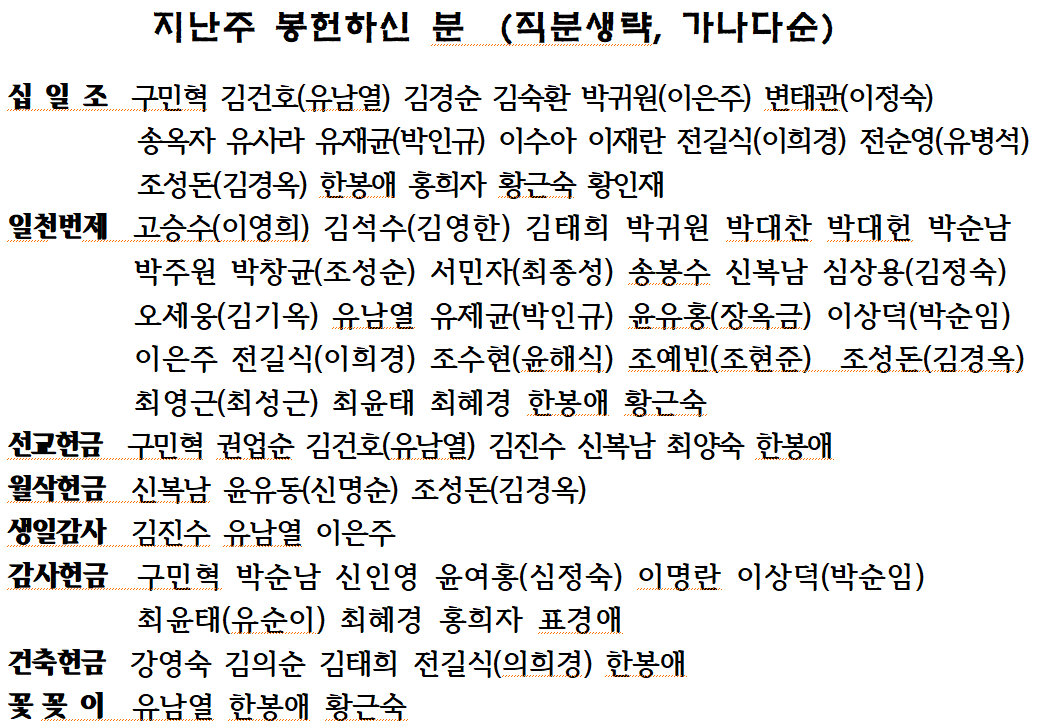 지난주 봉헌하신 분 (직분생략, 가나다순)
십 일 조 구민혁 김건호(유남열) 김경순 김숙환 박귀원(이은주) 변태관(이정숙)
송옥자 유사라 유재균(박인규) 이수아 이재란 전길식(이희경) 전순영(유병석)
조성돈(김경옥) 한봉애 홍희자 황근숙 황인재
일천번제 고승수(이영희) 김석수(김영한) 김태희 박귀원 박대찬 박대헌 박순남
박주원 박창균(조성순) 서민자(최종성) 송봉수 신복남 심상용(김정숙)
오세웅(김기옥) 유남열 유제균(박인규) 윤유홍(장옥금) 이상덕(박순임)
이은주 전길식(이희경) 조수현(윤해식) 조예빈(조현준) 조성돈(김경옥)
최영근(최성근) 최윤태 최혜경 한봉애 황근숙
선교헌금 구민혁 권업순 김건호(유남열) 김진수 신복남 최양숙 한봉애
월삭헌금 신복남 윤유동(신명순) 조성돈(김경옥)
생일감사 김진수 유남열 이은주
감사헌금 구민혁 박순남 신인영 윤여홍(심정숙) 이명란 이상덕(박순임)
최윤태(유순이) 최혜경 홍희자 표경애
건축헌금 강영숙 김의순 김태희 전길식(의희경) 한봉애
꽃 꽂 이 유남열 한봉애 황근숙